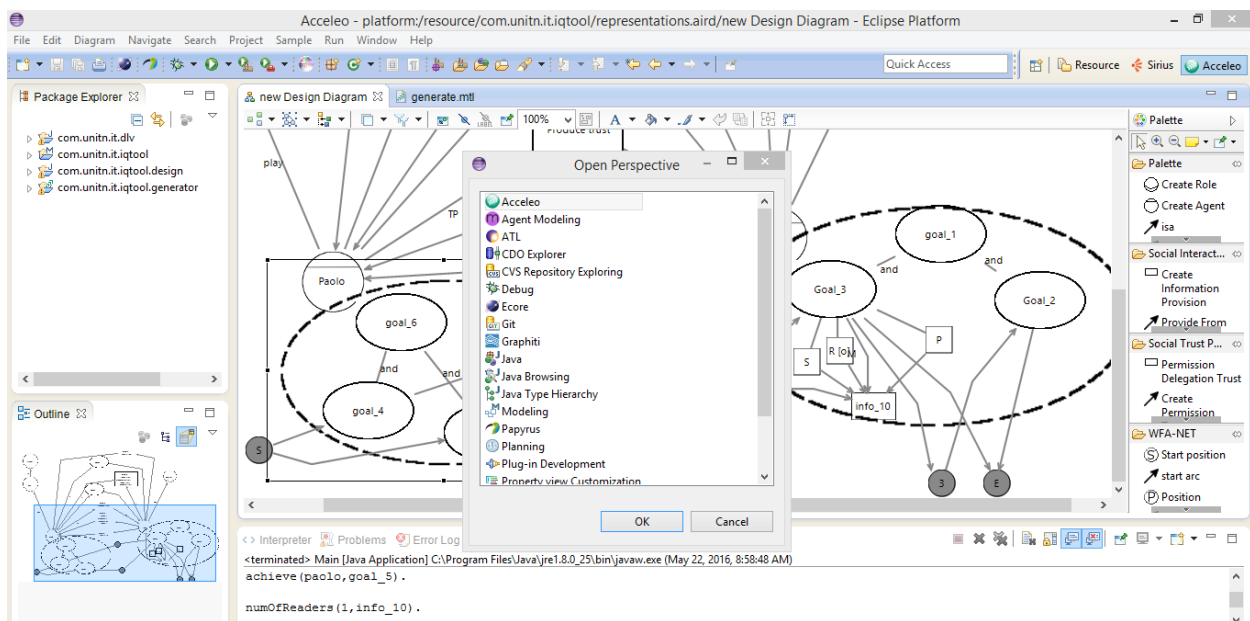 Acceleo - platform:/resource/com.unitn.it.iqtool/representations.aird/new Design Diagram - Eclipse Platform
File Edit Diagram Navigate Search Project Sample Run Window Help
Quick Access
Resource
Sirius
Acceleo
Package Explorer
com.unitn.it.dlv
com.unitn.it.iqtool
com.unitn.it.iqtool.design
com.unitn.it.iqtool.generator
Outline
new Design Diagram
generate.mtl
100%
Produce trust
play
TP
Paolo
goal_6
and
and
goal_4
S
Open Perspective
Acceleo
Agent Modeling
ATL
CDO Explorer
CVS Repository Exploring
Debug
Ecore
Git
Graphiti
Java
Java Browsing
Java Type Hierarchy
Modeling
Papyrus
Planning
Plug-in Development
Property view Customization
OK
Cancel
goal_1
and
and
Goal_3
Goal_2
S
R [o]M
P
info_10
3
E
Palette
Palette
Create Role
Create Agent
isa
Social Interact...
Create
Information
Provision
Provide From
Social Trust P...
Permission
Delegation Trust
Create
Permission
WFA-NET
Start position
start arc
Position
Interpreter
Problems
Error Log
<terminated> Main [Java Application] C:\Program Files\Java\jre1.8.0_25\bin\javaw.exe (May 22, 2016, 8:58:48 AM)
achieve(paolo,goal_5).
numOfReaders(1,info_10).